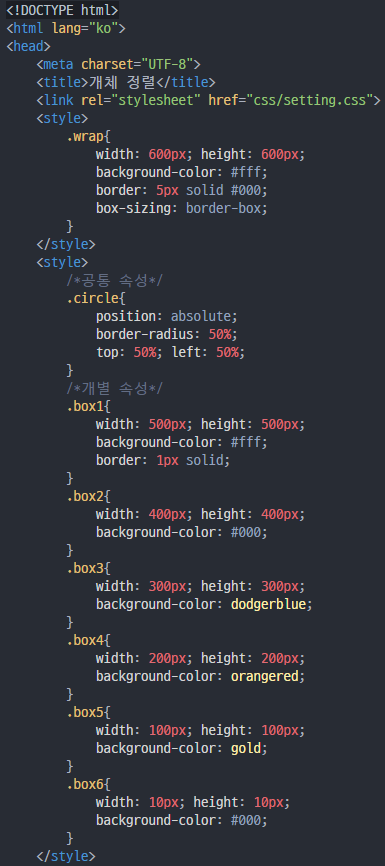 <!DOCTYPE html>
<html lang="ko">
<head>
    <meta charset="UTF-8">
    <title>개체 정렬</title>
    <link rel="stylesheet" href="css/setting.css">
    <style>
        .wrap{
            width: 600px; height: 600px;
            background-color: #fff;
            border: 5px solid #000;
            box-sizing: border-box;
        }
    </style>
    <style>
        /*공통 속성*/
        .circle{
            position: absolute;
            border-radius: 50%;
            top: 50%; left: 50%;
        }
        /*개별 속성*/
        .box1{
            width: 500px; height: 500px;
            background-color: #fff;
            border: 1px solid;
        }
        .box2{
            width: 400px; height: 400px;
            background-color: #000;
        }
        .box3{
            width: 300px; height: 300px;
            background-color: dodgerblue;
        }
        .box4{
            width: 200px; height: 200px;
            background-color: orangered;
        }
        .box5{
            width: 100px; height: 100px;
            background-color: gold;
        }
        .box6{
            width: 10px; height: 10px;
            background-color: #000;
        }
    </style>